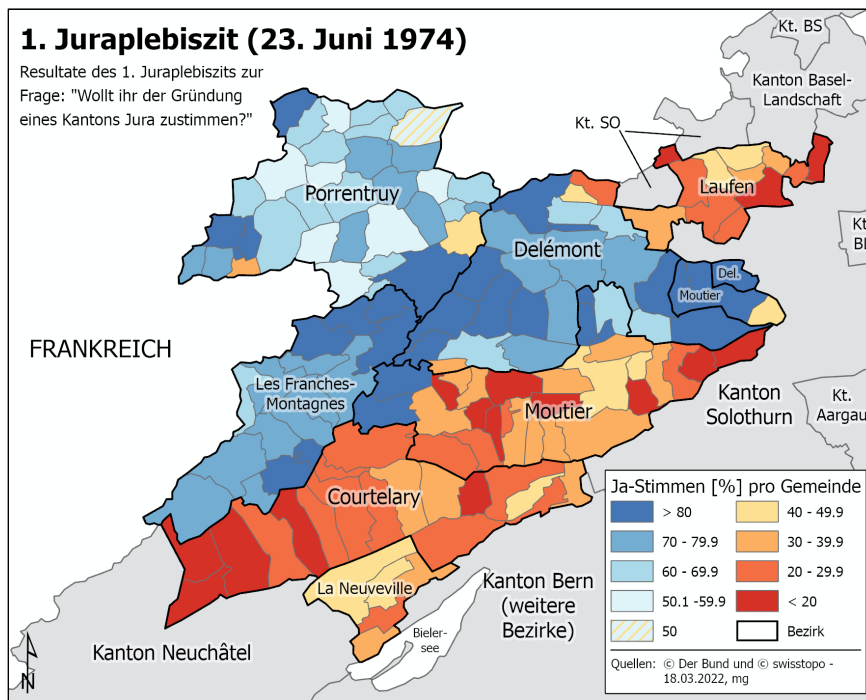 1. Juraplebiszit (23. Juni 1974)
Resultate des 1. Juraplebiszits zur
Frage: "Wollt ihr der Gründung
eines Kantons Jura zustimmen?"
Kt. BS
Kanton Basel-
Landschaft
Kt. SO
Laufen
Porrentruy
Delémont
Kt.
BL
Del.
Moutier
FRANKREICH
Les Franches-
Montagnes
Moutier
Kanton
Solothurn
Kt.
Aargau
Courtelary
La Neuveville
Kanton Bern
(weitere
Bezirke)
Bieler-
see
Kanton Neuchâtel
N
Ja-Stimmen [%] pro Gemeinde
> 80
40 - 49.9
70 - 79.9
30 - 39.9
60 - 69.9
20 - 29.9
50.1 -59.9
< 20
50
Bezirk
Quellen: © Der Bund und © swisstopo -
18.03.2022, mg